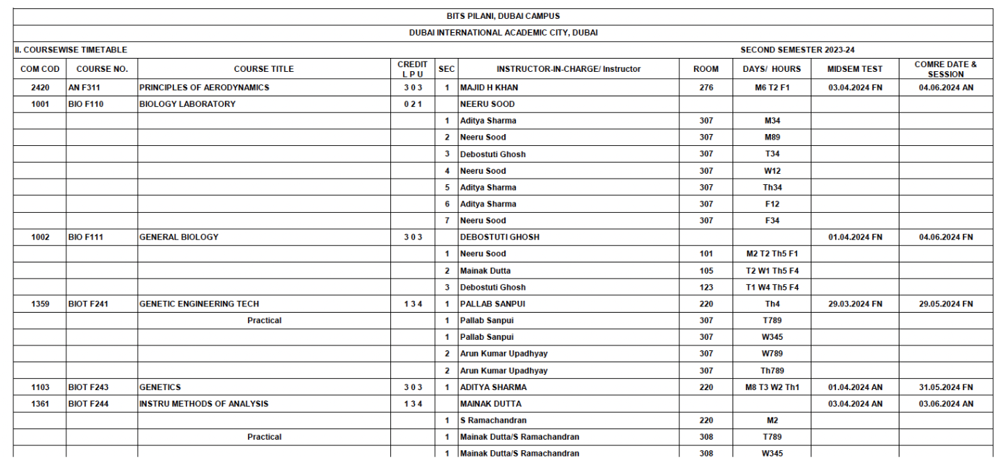 BITS PILANI, DUBAI CAMPUS
DUBAI INTERNATIONAL ACADEMIC CITY, DUBAI
II. COURSEWISE TIMETABLE SECOND SEMESTER 2023-24
COM COD COURSE NO. COURSE TITLE CREDIT L P U SEC INSTRUCTOR-IN-CHARGE/ Instructor ROOM DAYS/ HOURS MIDSEM TEST COMRE DATE & SESSION
2420 AN F311 PRINCIPLES OF AERODYNAMICS 3 0 3 1 MAJID H KHAN 276 M6 T2 F1 03.04.2024 FN 04.06.2024 AN
1001 BIO F110 BIOLOGY LABORATORY 0 2 1 NEERU SOOD
1 Aditya Sharma 307 M34
2 Neeru Sood 307 M89
3 Debostuti Ghosh 307 T34
4 Neeru Sood 307 W12
5 Aditya Sharma 307 Th34
6 Aditya Sharma 307 F12
7 Neeru Sood 307 F34
1002 BIO F111 GENERAL BIOLOGY 3 0 3 DEBOSTUTI GHOSH 01.04.2024 FN 04.06.2024 FN
1 Neeru Sood 101 M2 T2 Th5 F1
2 Mainak Dutta 105 T2 W1 Th5 F4
3 Debostuti Ghosh 123 T1 W4 Th5 F4
1359 BIOT F241 GENETIC ENGINEERING TECH 1 3 4 1 PALLAB SANPUI 220 Th4 29.03.2024 FN 29.05.2024 FN
Practical 1 Pallab Sanpui 307 T789
1 Pallab Sanpui 307 W345
2 Arun Kumar Upadhyay 307 W789
2 Arun Kumar Upadhyay 307 Th789
1103 BIOT F243 GENETICS 3 0 3 1 ADITYA SHARMA 220 M8 T3 W2 Th1 01.04.2024 AN 31.05.2024 FN
1361 BIOT F244 INSTRU METHODS OF ANALYSIS 1 3 4 MAINAK DUTTA 03.04.2024 AN 03.06.2024 AN
1 S Ramachandran 220 M2
Practical 1 Mainak Dutta/S Ramachandran 308 T789
1 Mainak Dutta/S Ramachandran 308 W345